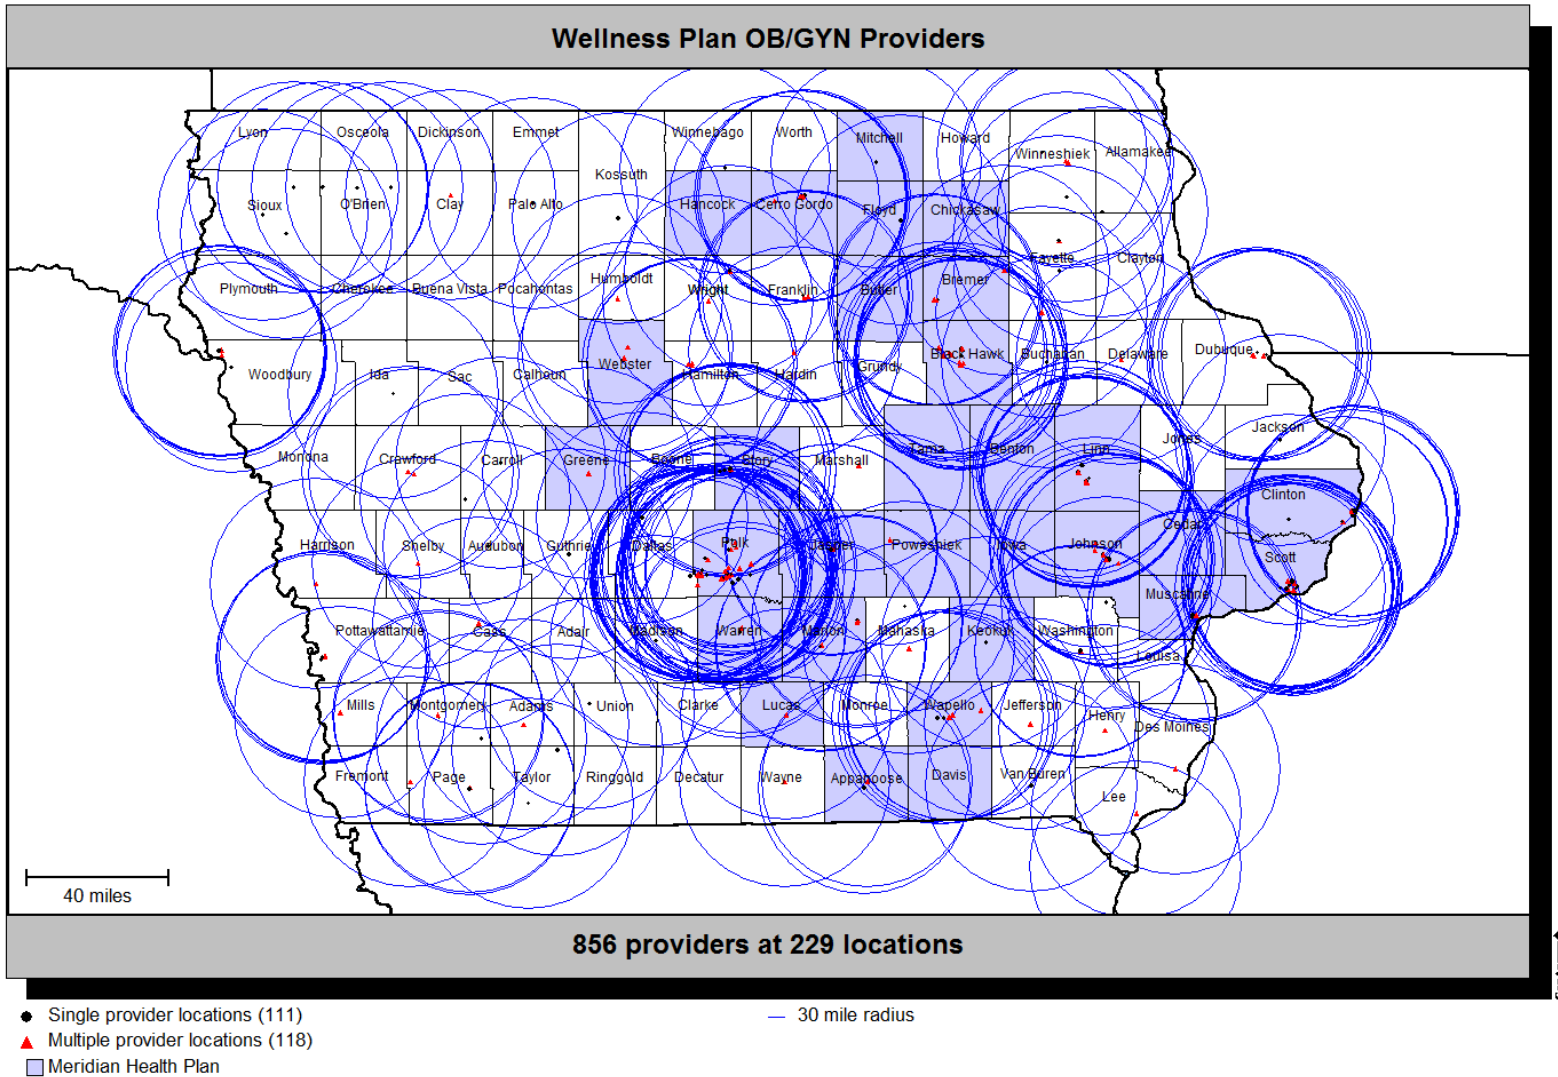 Wellness Plan OB/GYN Providers
Lyon Osceola Dickinson Emmet Winnebago Worth Mitchell Howard Winneshiek Allamakee
Kossuth
Sioux O'Brien Clay Palo Alto Hancock Cerro Gordo Floyd Chickasaw
Fayette Clayton
Plymouth Cherokee Buena Vista Pocahontas Humboldt Wright Franklin Butler Bremer
Woodbury Ida Sac Calhoun Webster Hamilton Hardin Grundy Black Hawk Buchanan Delaware Dubuque
Monona Crawford Carroll Greene Boone Story Marshall Tama Benton Linn Jones Jackson
Clinton
Cedar
Harrison Shelby Audubon Guthrie Dallas Polk Jasper Poweshiek Iowa Johnson Scott
Muscatine
Pottawattamie Cass Adair Madison Warren Marion Mahaska Keokuk Washington
Louisa
Mills Montgomery Adams Union Clarke Lucas Monroe Wapello Jefferson Henry Des Moines
Fremont Page Taylor Ringgold Decatur Wayne Appanoose Davis Van Buren
Lee
40 miles
856 providers at 229 locations
Single provider locations (111)
30 mile radius
Multiple provider locations (118)
Meridian Health Plan